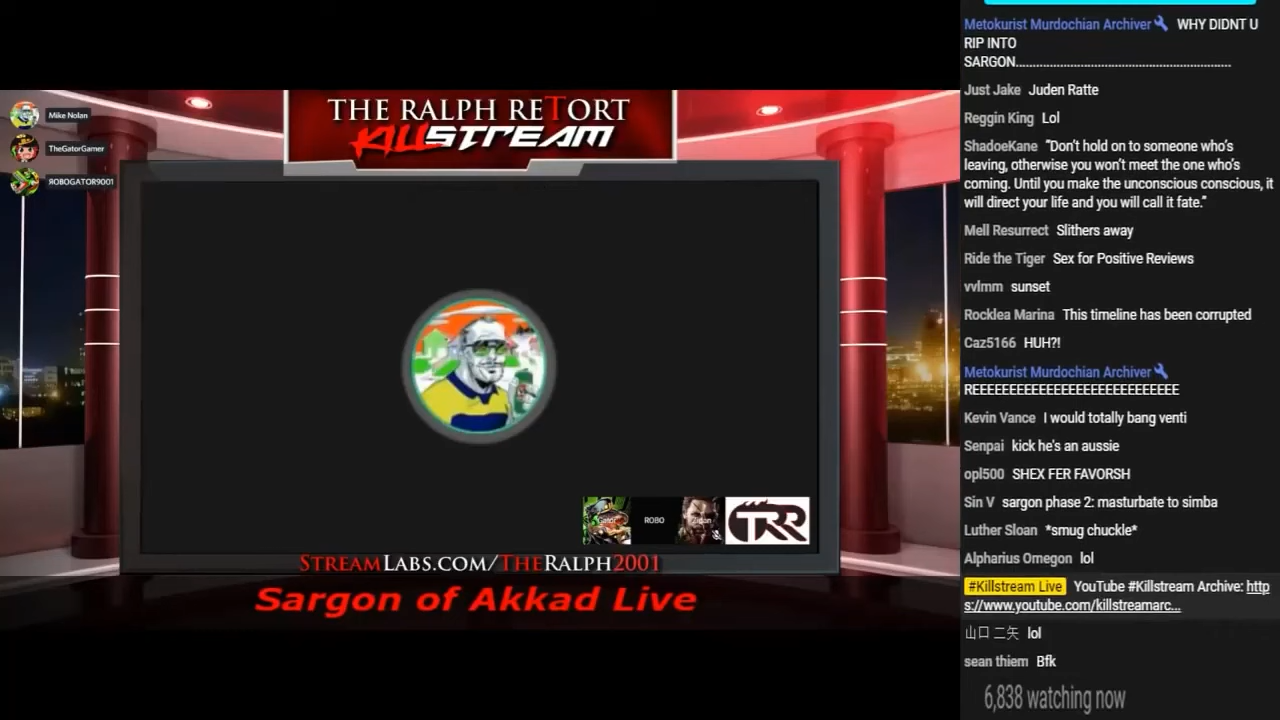 THE RALPH RETORT
KILLSTREAM
Mike Nolan
TheGatorGamer
ЯOBOGATOR9001
Gator
ROBO
Zidan
TRR
STREAMLABS.COM/THERALPH2001
Sargon of Akkad Live
Metokurist Murdochian Archiver WHY DIDNT U
RIP INTO
SARGON..............................................................
Just Jake Juden Ratte
Reggin King Lol
ShadoeKane “Don’t hold on to someone who’s
leaving, otherwise you won’t meet the one who’s
coming. Until you make the unconscious conscious, it
will direct your life and you will call it fate.”
Mell Resurrect Slithers away
Ride the Tiger Sex for Positive Reviews
vvlmm sunset
Rocklea Marina This timeline has been corrupted
Caz5166 HUH?!
Metokurist Murdochian Archiver
REEEEEEEEEEEEEEEEEEEEEEEEEEE
Kevin Vance I would totally bang venti
Senpai kick he's an aussie
opl500 SHEX FER FAVORSH
Sin V sargon phase 2: masturbate to simba
Luther Sloan *smug chuckle*
Alpharius Omegon lol
#Killstream Live YouTube #Killstream Archive: http
s://www.youtube.com/killstreamarc...
山口 二矢 lol
sean thiem Bfk
6,838 watching now